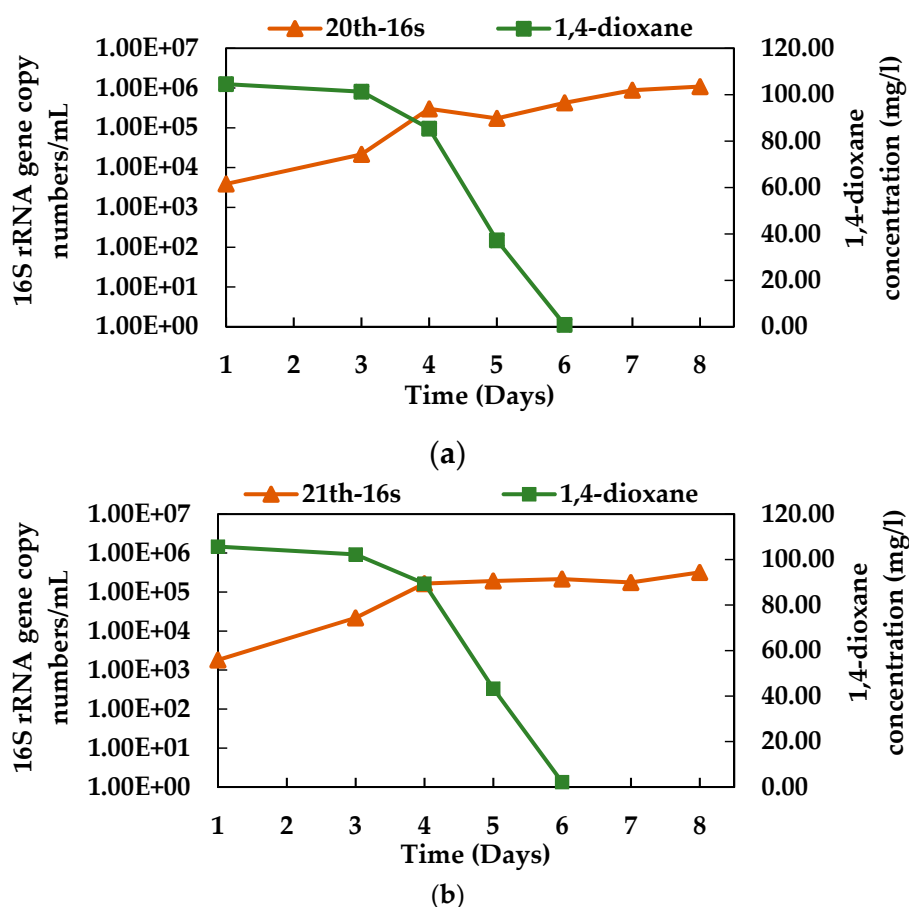 20th-16s 1,4-dioxane
16S rRNA gene copy
numbers/mL
1.00E+07
1.00E+06
1.00E+05
1.00E+04
1.00E+03
1.00E+02
1.00E+01
1.00E+00
120.00
100.00
80.00
60.00
40.00
20.00
0.00
1,4-dioxane
concentration (mg/l)
1 2 3 4 5 6 7 8
Time (Days)
(a)
21th-16s 1,4-dioxane
16S rRNA gene copy
numbers/mL
1.00E+07
1.00E+06
1.00E+05
1.00E+04
1.00E+03
1.00E+02
1.00E+01
1.00E+00
120.00
100.00
80.00
60.00
40.00
20.00
0.00
1,4-dioxane
concentration (mg/l)
1 2 3 4 5 6 7 8
Time (Days)
(b)